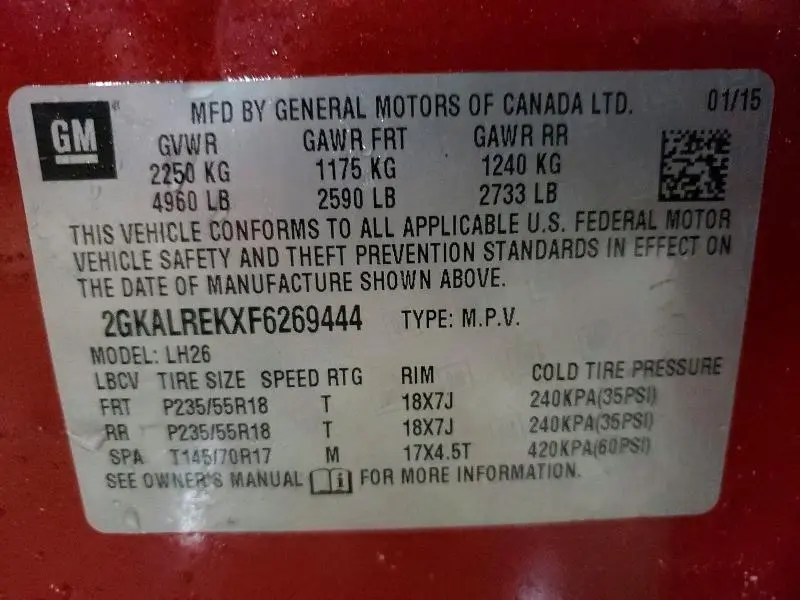 GM® MFD BY GENERAL MOTORS OF CANADA LTD. 01/15
GVWR GAWR FRT GAWR RR
2250 KG 1175 KG 1240 KG
4960 LB 2590 LB 2733 LB
THIS VEHICLE CONFORMS TO ALL APPLICABLE U.S. FEDERAL MOTOR
VEHICLE SAFETY AND THEFT PREVENTION STANDARDS IN EFFECT ON
THE DATE OF MANUFACTURE SHOWN ABOVE.
2GKALREKXF6269444 TYPE: M.P.V.
MODEL: LH26
LBCV TIRE SIZE SPEED RTG RIM COLD TIRE PRESSURE
FRT P235/55R18 T 18X7J 240KPA(35PSI)
RR P235/55R18 T 18X7J 240KPA(35PSI)
SPA T145/70R17 M 17X4.5T 420KPA(60PSI)
SEE OWNER'S MANUAL i FOR MORE INFORMATION.